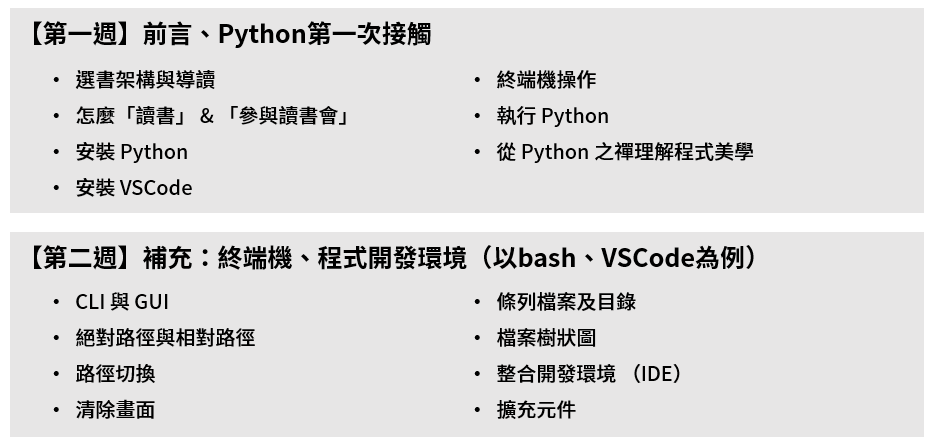 【第一週】前言、Python第一次接觸
• 選書架構與導讀
• 怎麼「讀書」 & 「參與讀書會」
• 安裝 Python
• 安裝 VSCode
• 終端機操作
• 執行 Python
• 從 Python 之禪理解程式美學
【第二週】補充：終端機、程式開發環境（以bash、VSCode為例）
• CLI 與 GUI
• 絕對路徑與相對路徑
• 路徑切換
• 清除畫面
• 條列檔案及目錄
• 檔案樹狀圖
• 整合開發環境 （IDE）
• 擴充元件